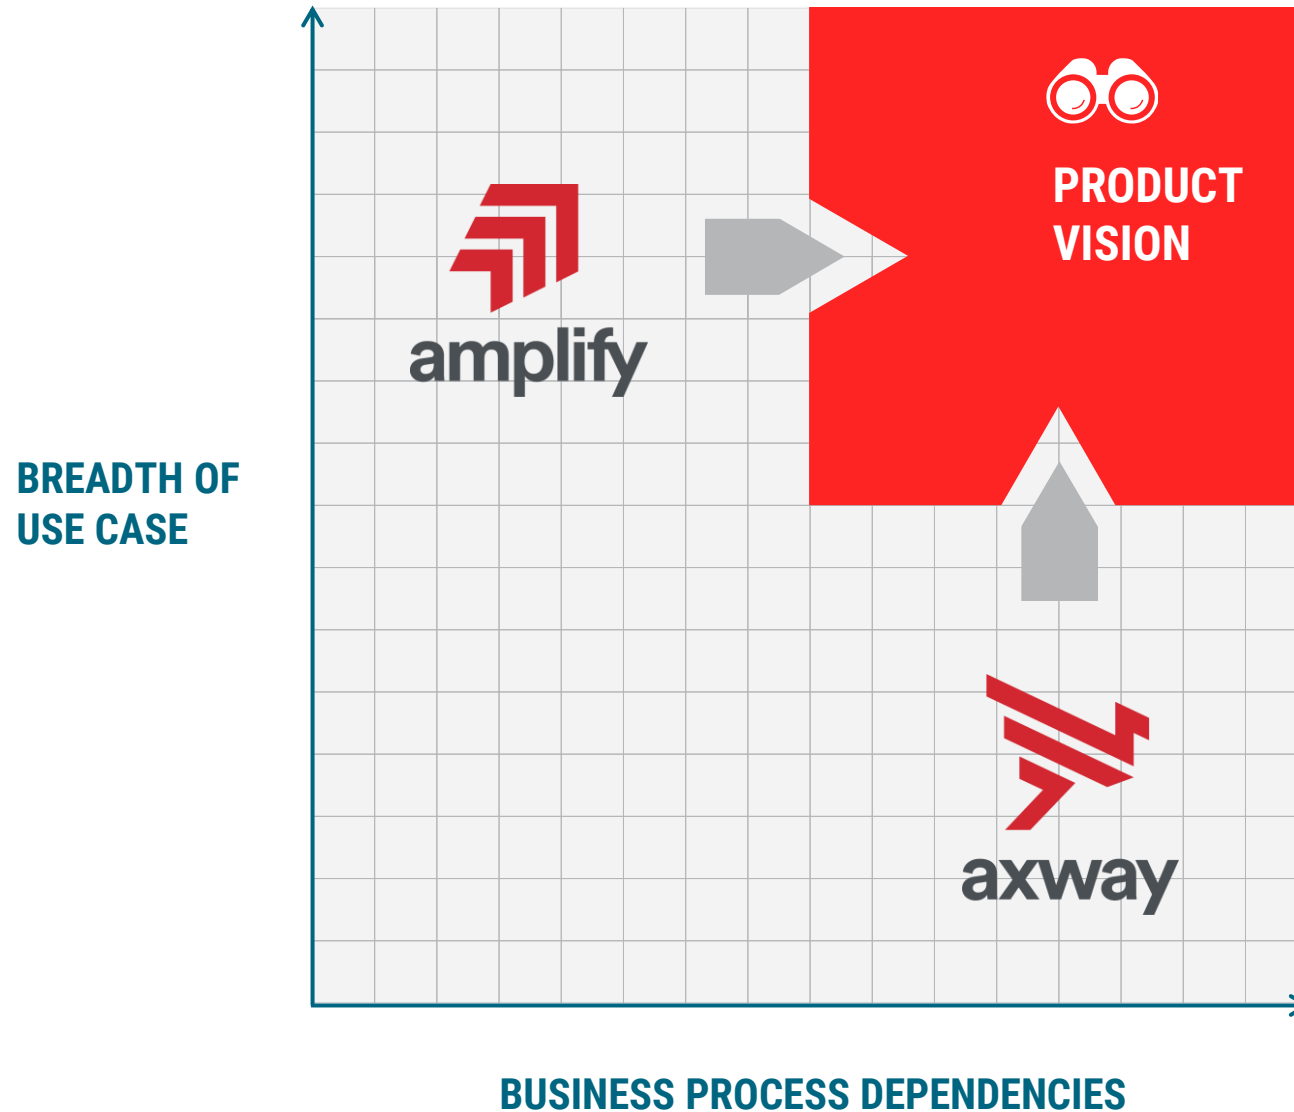 PRODUCT
VISION
amplify
BREADTH OF
USE CASE
axway
BUSINESS PROCESS DEPENDENCIES